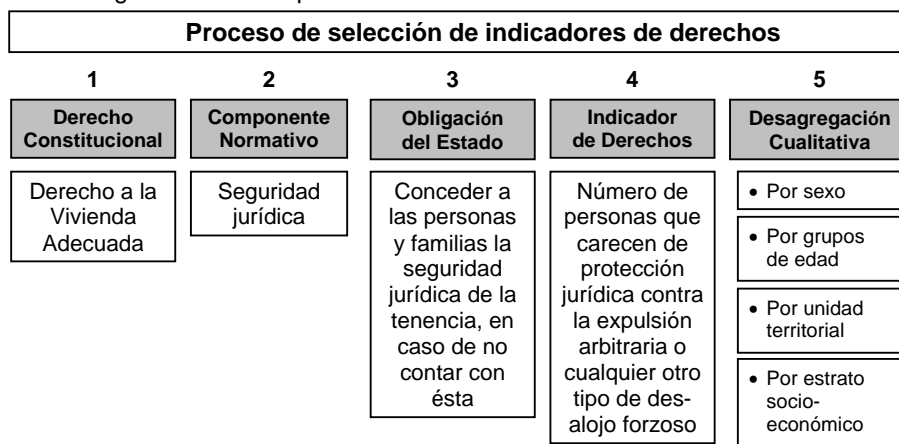 Proceso de selección de indicadores de derechos
1
2
3
4
5
Derecho
Constitucional
Componente
Normativo
Obligación
del Estado
Indicador
de Derechos
Desagregación
Cualitativa
Derecho a la
Vivienda
Adecuada
Seguridad
jurídica
Conceder a
las personas
y familias la
seguridad
jurídica de la
tenencia, en
caso de no
contar con
ésta
Número de
personas que
carecen de
protección
jurídica contra
la expulsión
arbitraria o
cualquier otro
tipo de des-
alojo forzoso
• Por sexo
• Por grupos
de edad
• Por unidad
territorial
• Por estrato
socio-
económico